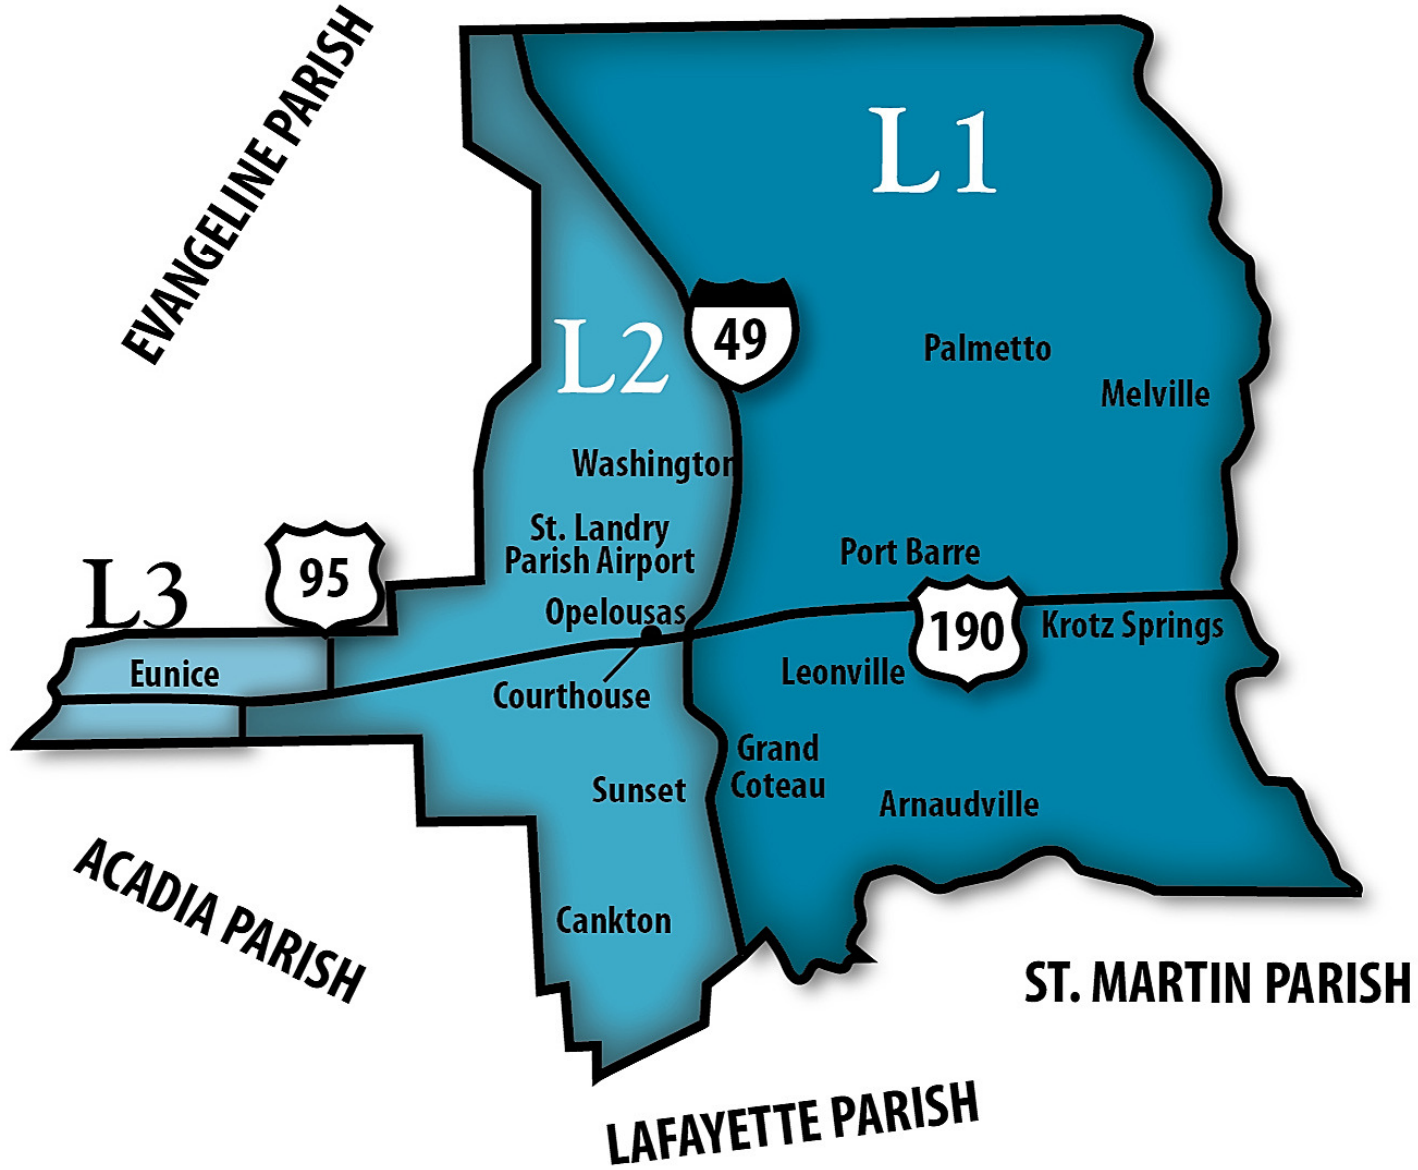 EVANGELINE PARISH
L1
49
L2
Palmetto
Melville
Washington
St. Landry
Parish Airport
Port Barre
L3
95
Opelousas
190
Krotz Springs
Eunice
Leonville
Courthouse
Grand
Coteau
Sunset
Arnaudville
Cankton
ACADIA PARISH
ST. MARTIN PARISH
LAFAYETTE PARISH